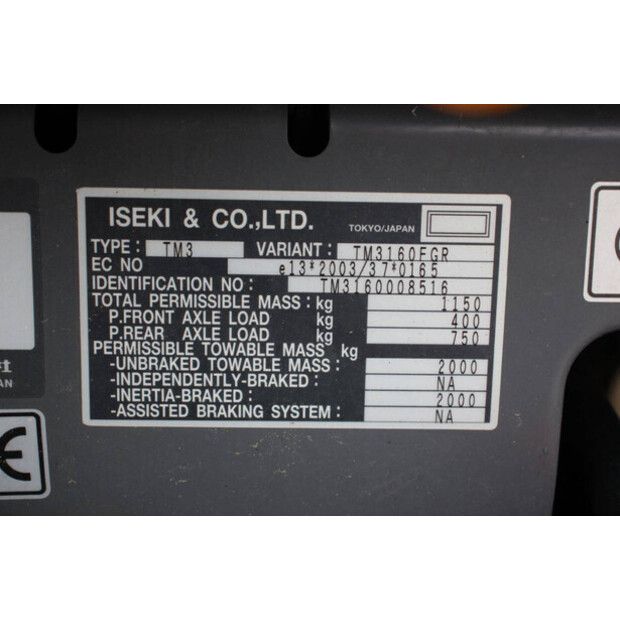 ISEKI & CO.,LTD. TOKYO/JAPAN
TYPE : TM3 VARIANT : TM3160FGR
EC NO e13*2003/37*0165
IDENTIFICATION NO : TM3160008516
TOTAL PERMISSIBLE MASS : kg 1150
P.FRONT AXLE LOAD kg 400
P.REAR AXLE LOAD kg 750
PERMISSIBLE TOWABLE MASS kg
-UNBRAKED TOWABLE MASS : 2000
-INDEPENDENTLY-BRAKED : NA
-INERTIA-BRAKED : 2000
-ASSISTED BRAKING SYSTEM : NA
CE